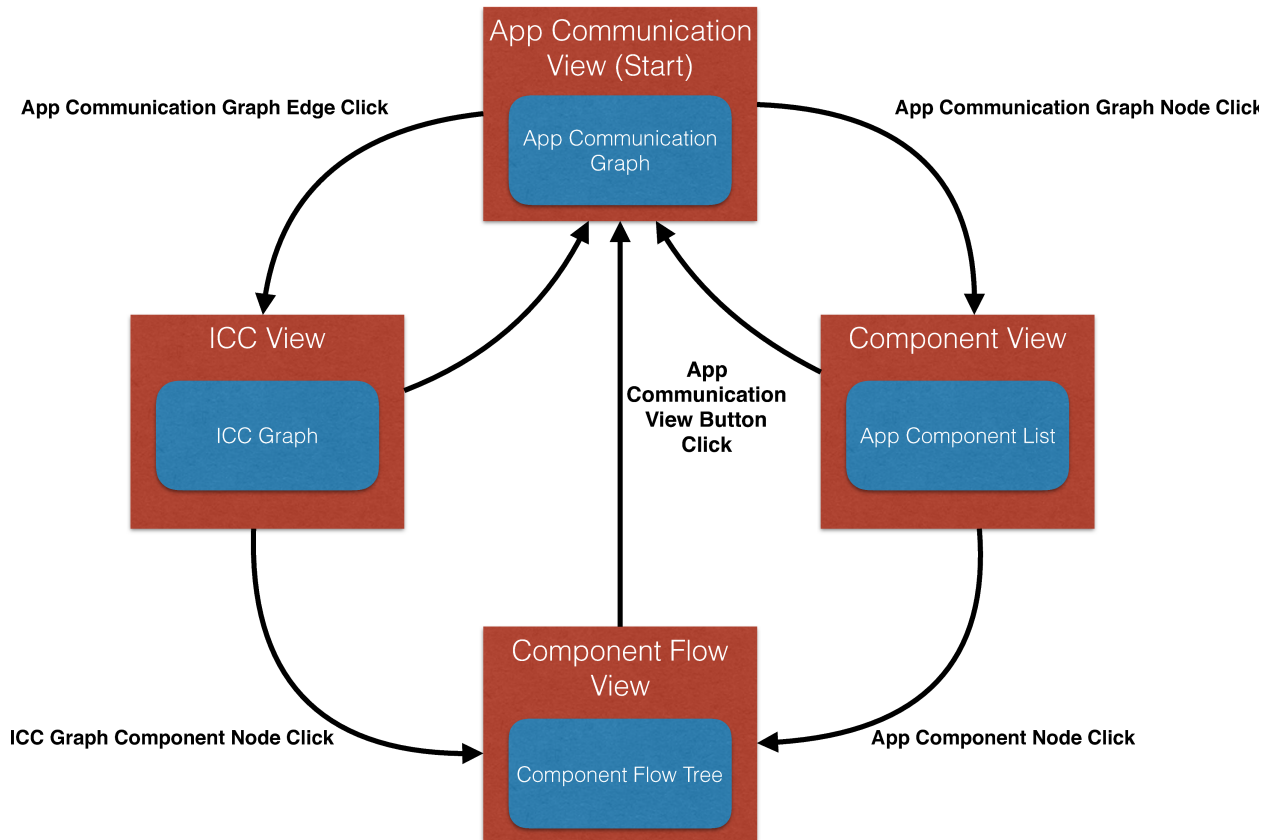 App Communication
View (Start)
App Communication
Graph
App Communication Graph Edge Click
App Communication Graph Node Click
ICC View
ICC Graph
App
Communication
View Button
Click
Component View
App Component List
Component Flow
View
Component Flow Tree
ICC Graph Component Node Click
App Component Node Click